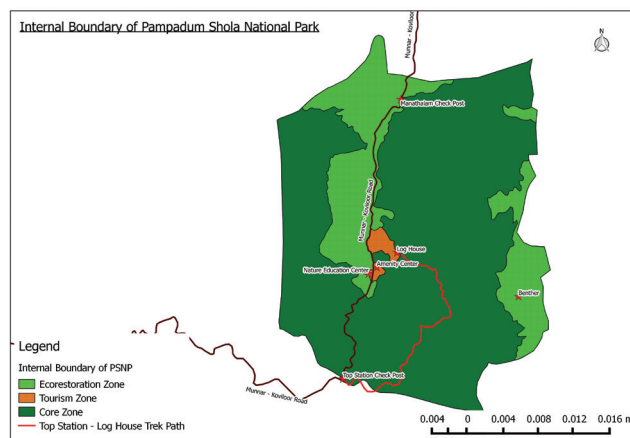 Internal Boundary of Pampadum Shola National Park
N
Munnar - Koviloor
Manathalam Check Post
Munnar - Koviloor Road
Log House
Amenity Center
Nature Education Center
Benther
Top Station Check Post
Munnar - Koviloor Road
Legend
Internal Boundary of PSNP
Ecorestoration Zone
Tourism Zone
Core Zone
Top Station - Log House Trek Path
0.004 0 0.004 0.008 0.012 0.016 m